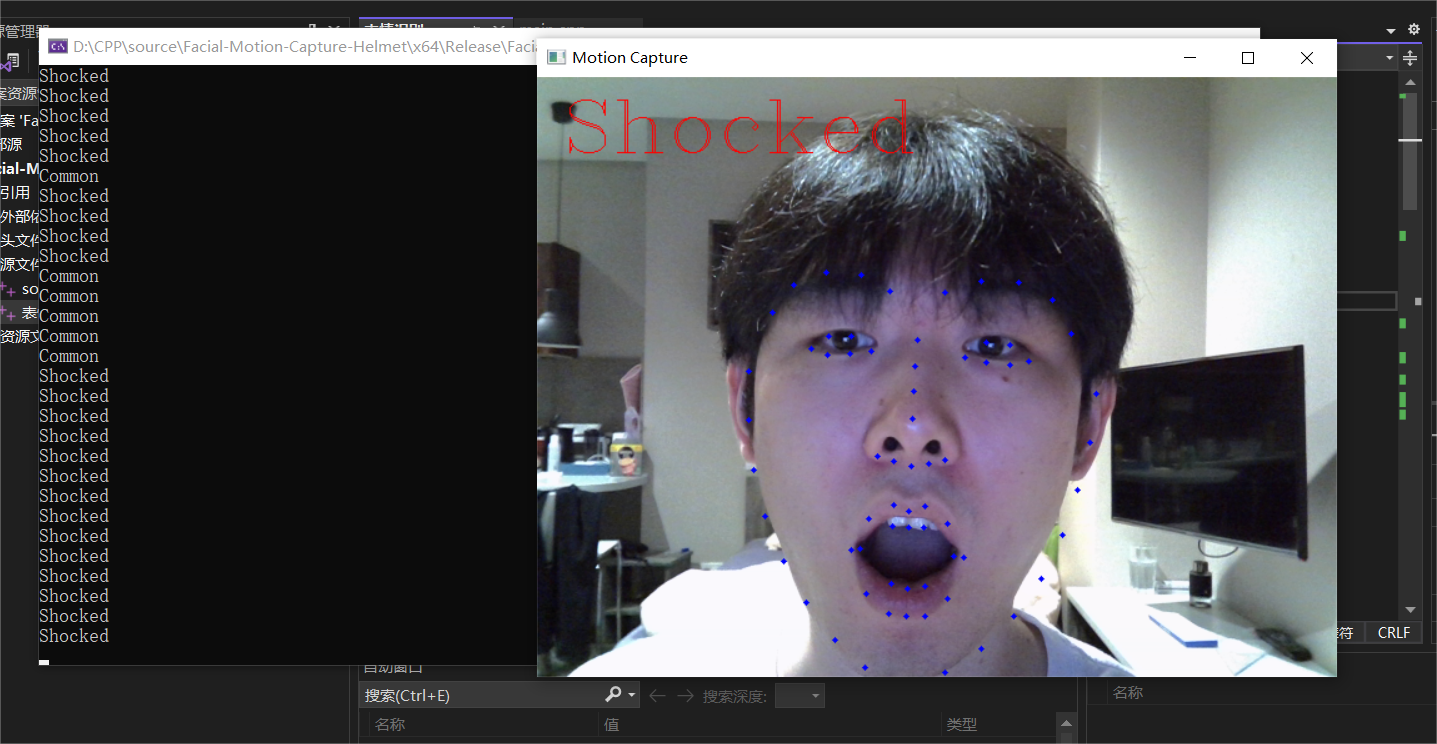 D:\CPP\source\Facial-Motion-Capture-Helmet\x64\Release\Faci
Motion Capture
Shocked
Shocked
Shocked
Shocked
Shocked
Shocked
Common
Shocked
Shocked
Shocked
Shocked
Common
Common
Common
Common
Common
Shocked
Shocked
Shocked
Shocked
Shocked
Shocked
Shocked
Shocked
Shocked
Shocked
Shocked
Shocked
Shocked
Shocked
案资源
案 'Fa
部源
cial-M
引用
外部依
头文件
源文件
so
表
资源文
符 CRLF
自动窗口
搜索(Ctrl+E) 搜索深度:
名称 值 类型
名称